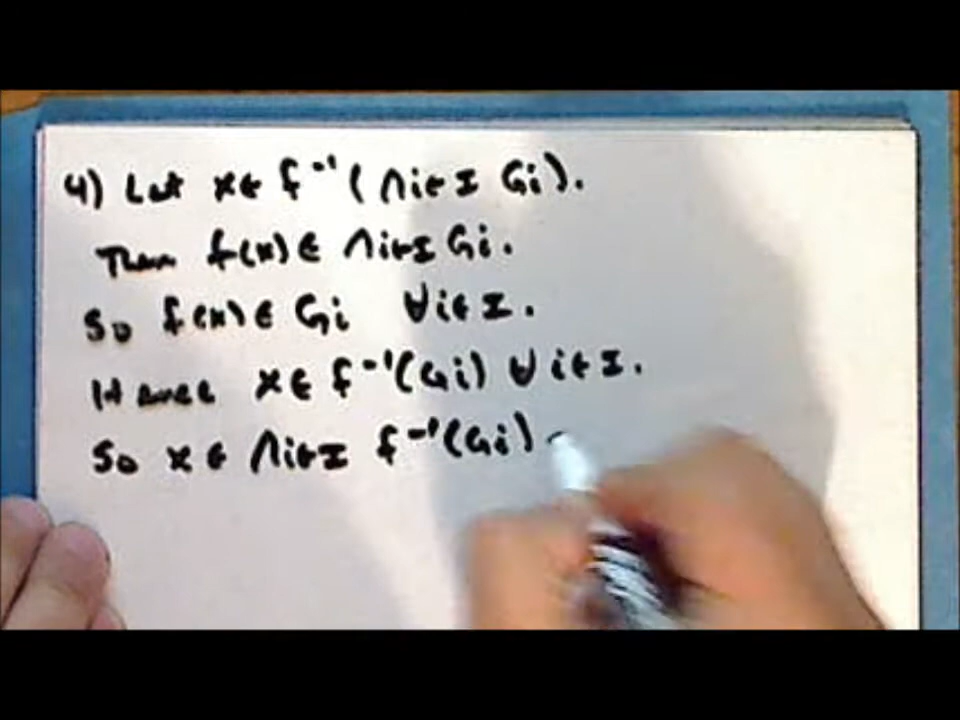 4) Let x ∈ f⁻¹(∩i∈I Gi).
Then f(x) ∈ ∩i∈I Gi.
So f(x) ∈ Gi ∀i∈I.
Hence x ∈ f⁻¹(Gi) ∀i∈I.
So x ∈ ∩i∈I f⁻¹(Gi)